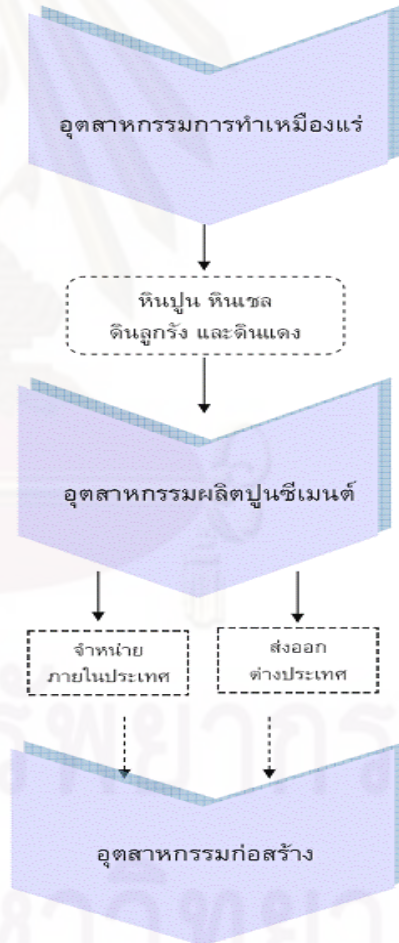 อุตสาหกรรมการทำเหมืองแร่
หินปูน หินเชล
ดินลูกรัง และดินแดง
อุตสาหกรรมผลิตปูนซีเมนต์
จำหน่าย
ภายในประเทศ
ส่งออก
ต่างประเทศ
อุตสาหกรรมก่อสร้าง